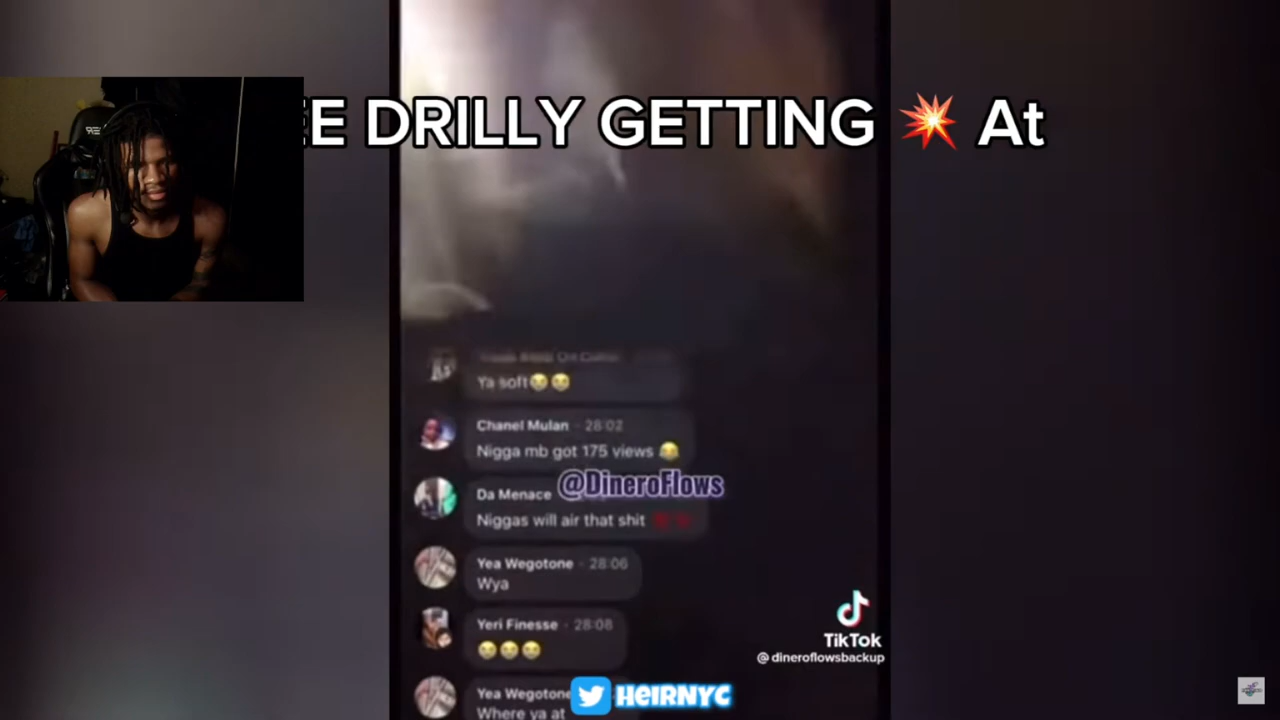 EE DRILLY GETTING 💥 At
Ya soft😭😭
Chanel Mulan · 28:02
Nigga mb got 175 views 😂
@DineroFlows
Da Menace
Niggas will air that shit
Yea Wegotone · 28:06
Wya
Yeri Finesse · 28:08
😭😭😭
Yea Wegotone
Where ya at
TikTok
@dineroflowsbackup
HEIRNYC